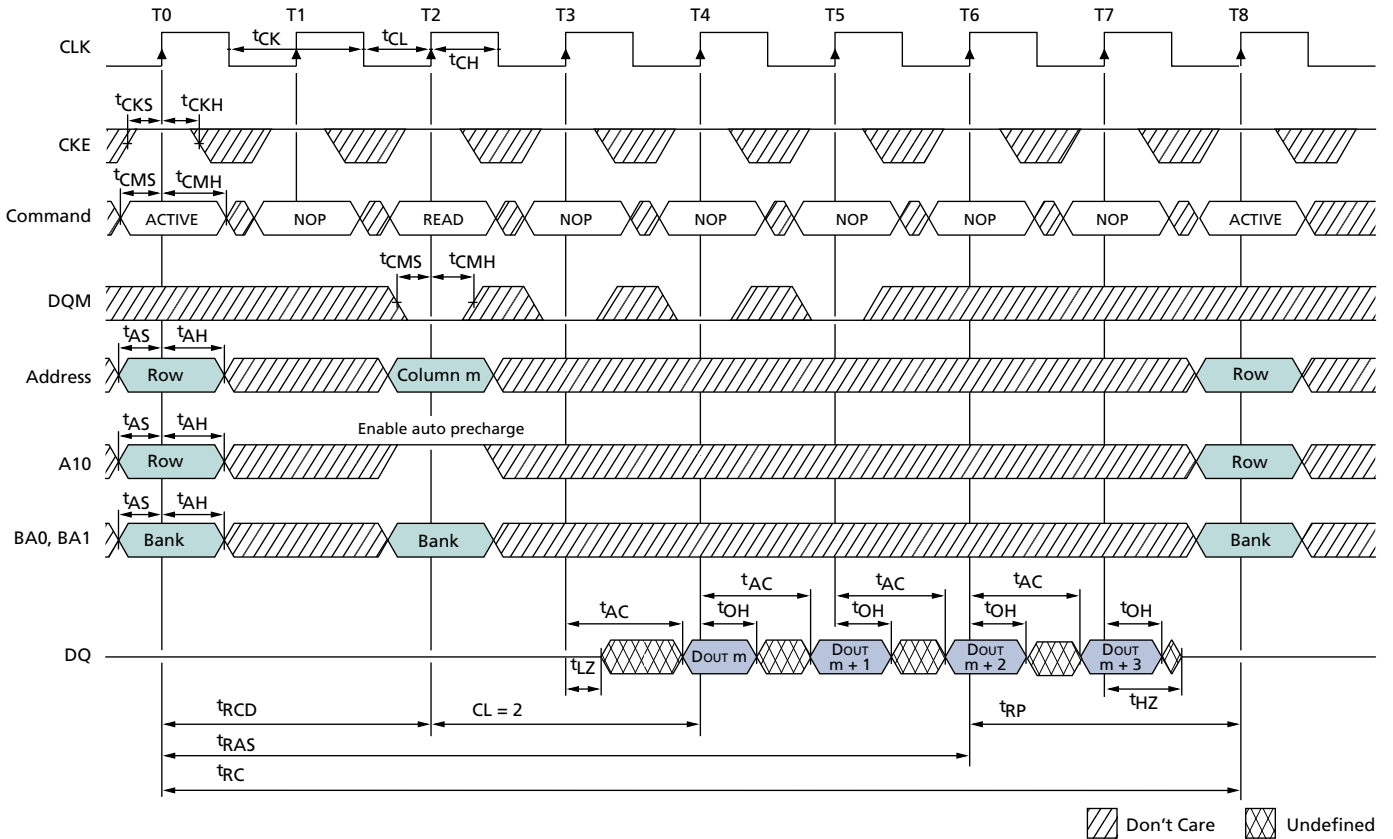 T0 T1 T2 T3 T4 T5 T6 T7 T8
CLK
tCK tCL
tCH
tCKS tCKH
CKE
tCMS tCMH
Command ACTIVE NOP READ NOP NOP NOP NOP NOP ACTIVE
tCMS tCMH
DQM
tAS tAH
Address Row Column m Row
tAS tAH Enable auto precharge
A10 Row Row
tAS tAH
BA0, BA1 Bank Bank Bank
tAC tAC tAC
tAC tOH tOH tOH tOH
DQ DOUT m DOUT m + 1 DOUT m + 2 DOUT m + 3
tLZ tHZ
tRCD CL = 2 tRP
tRAS
tRC
Don't Care Undefined